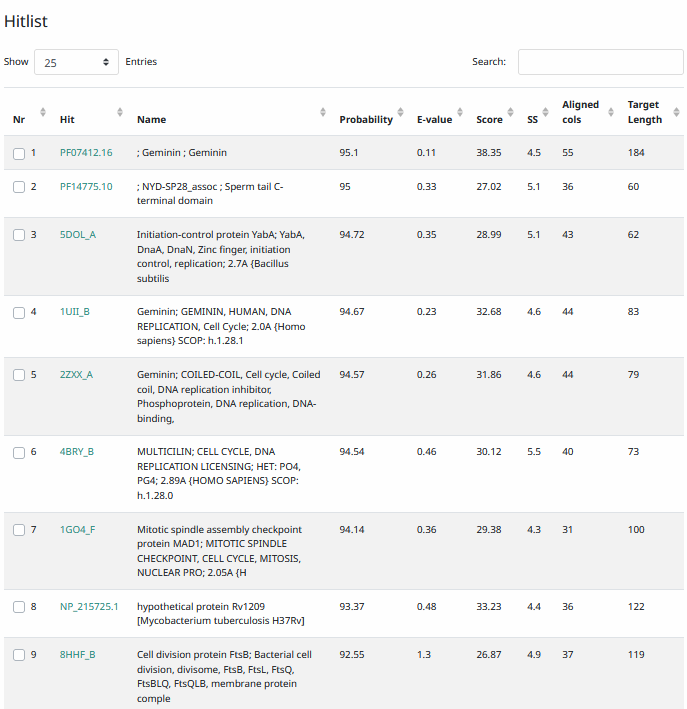 Hitlist
Show 25 Entries Search:
Nr Hit Name Probability E-value Score SS Aligned cols Target Length
1 PF07412.16 ; Geminin ; Geminin 95.1 0.11 38.35 4.5 55 184
2 PF14775.10 ; NYD-SP28_assoc ; Sperm tail C- 95 0.33 27.02 5.1 36 60
terminal domain
3 5DOL_A Initiation-control protein YabA; YabA, 94.72 0.35 28.99 5.1 43 62
DnaA, DnaN, Zinc finger, initiation
control, replication; 2.7A {Bacillus
subtilis
4 1UII_B Geminin; GEMININ, HUMAN, DNA 94.67 0.23 32.68 4.6 44 83
REPLICATION, Cell Cycle; 2.0A {Homo
sapiens} SCOP: h.1.28.1
5 2ZXX_A Geminin; COILED-COIL, Cell cycle, Coiled 94.57 0.26 31.86 4.6 44 79
coil, DNA replication inhibitor,
Phosphoprotein, DNA replication, DNA-
binding,
6 4BRY_B MULTICILIN; CELL CYCLE, DNA 94.54 0.46 30.12 5.5 40 73
REPLICATION LICENSING; HET: PO4,
PG4; 2.89A {HOMO SAPIENS} SCOP:
h.1.28.0
7 1GO4_F Mitotic spindle assembly checkpoint 94.14 0.36 29.38 4.3 31 100
protein MAD1; MITOTIC SPINDLE
CHECKPOINT, CELL CYCLE, MITOSIS,
NUCLEAR PRO; 2.05A {H
8 NP_215725.1 hypothetical protein Rv1209 93.37 0.48 33.23 4.4 36 122
[Mycobacterium tuberculosis H37Rv]
9 8HHF_B Cell division protein FtsB; Bacterial cell 92.55 1.3 26.87 4.9 37 119
division, divisome, FtsB, FtsL, FtsQ,
FtsBLQ, FtsQLB, membrane protein
comple